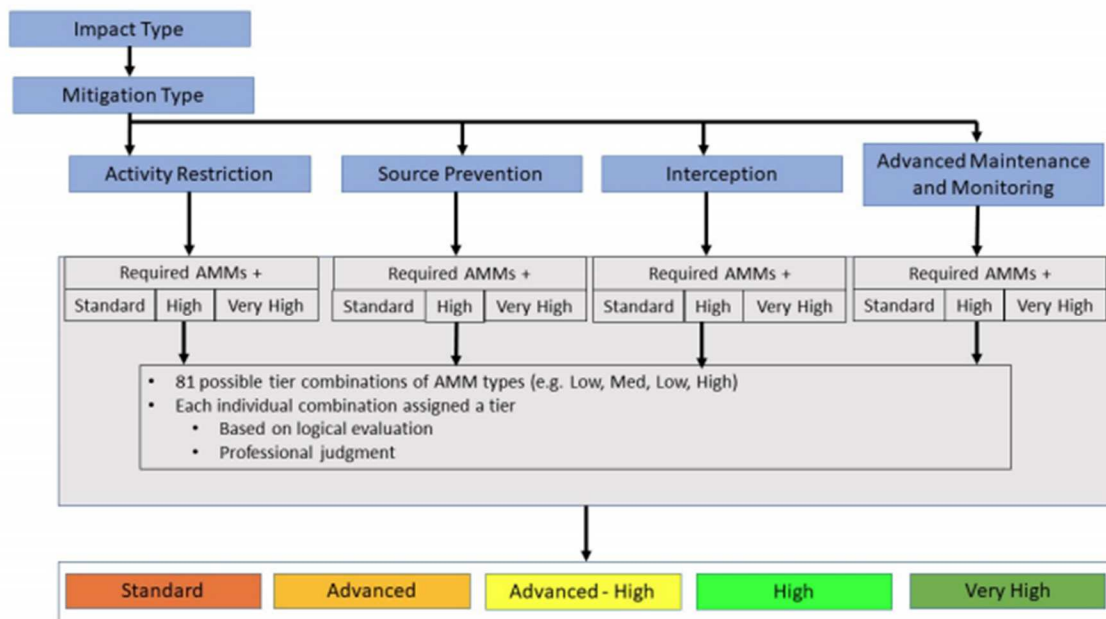 Impact Type
Mitigation Type
Activity Restriction
Source Prevention
Interception
Advanced Maintenance
and Monitoring
Required AMMs +
Standard High Very High
Required AMMs +
Standard High Very High
Required AMMs +
Standard High Very High
Required AMMs +
Standard High Very High
• 81 possible tier combinations of AMM types (e.g. Low, Med, Low, High)
• Each individual combination assigned a tier
• Based on logical evaluation
• Professional judgment
Standard
Advanced
Advanced - High
High
Very High